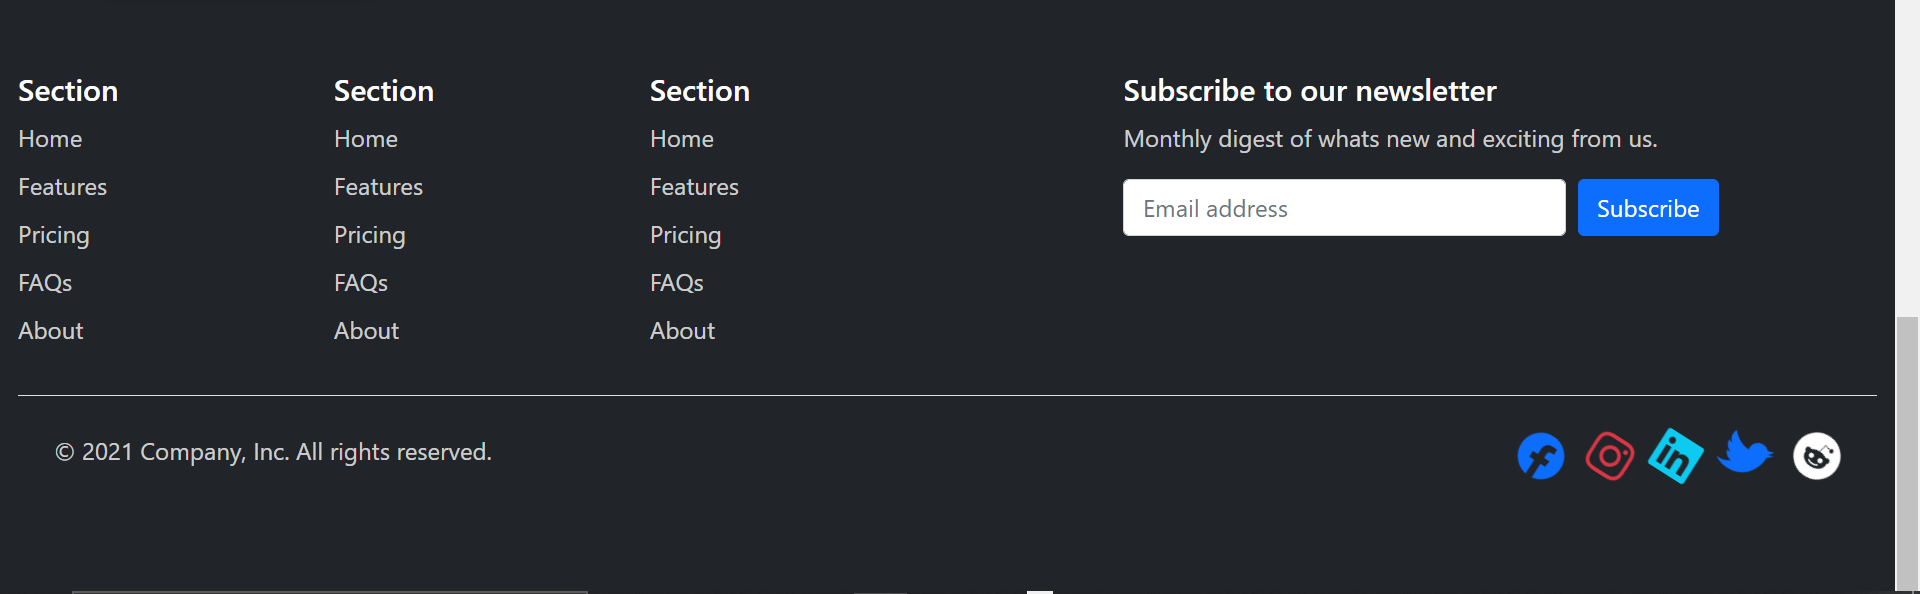 Section
Home
Features
Pricing
FAQs
About
Section
Home
Features
Pricing
FAQs
About
Section
Home
Features
Pricing
FAQs
About
Subscribe to our newsletter
Monthly digest of whats new and exciting from us.
Email address
Subscribe
© 2021 Company, Inc. All rights reserved.
in